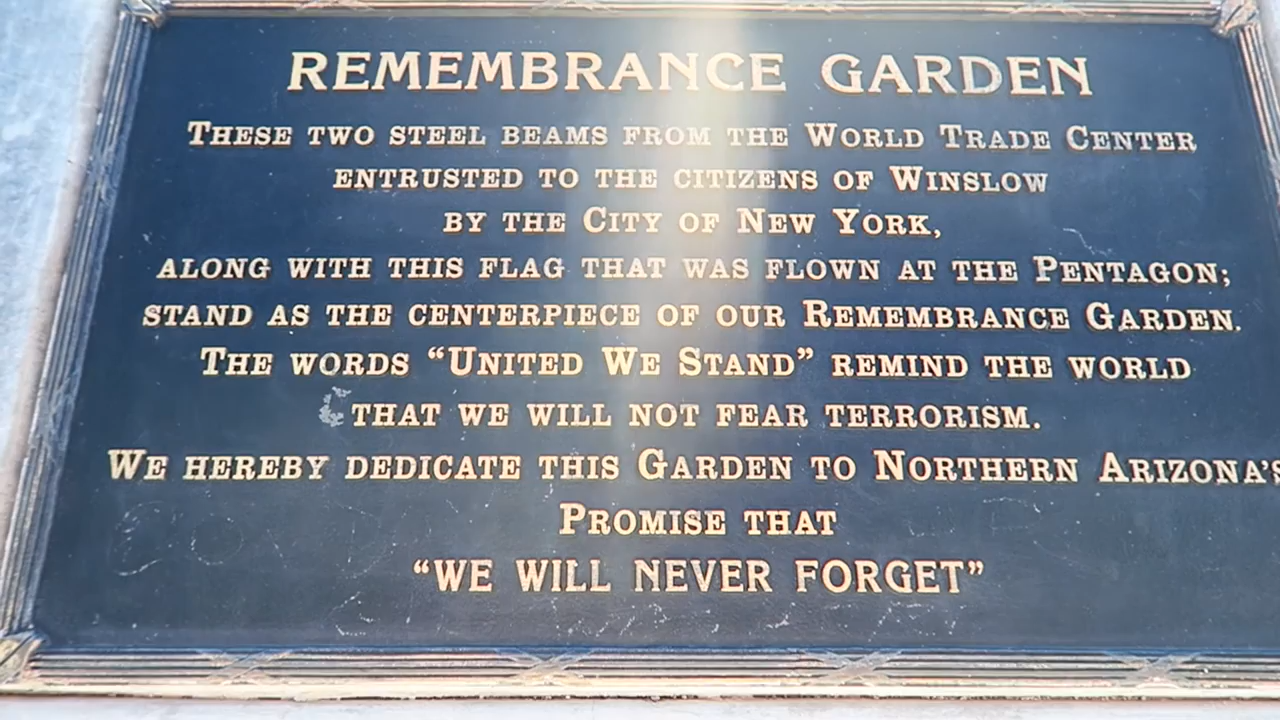 REMEMBRANCE GARDEN
THESE TWO STEEL BEAMS FROM THE WORLD TRADE CENTER
ENTRUSTED TO THE CITIZENS OF WINSLOW
BY THE CITY OF NEW YORK,
ALONG WITH THIS FLAG THAT WAS FLOWN AT THE PENTAGON;
STAND AS THE CENTERPIECE OF OUR REMEMBRANCE GARDEN.
THE WORDS “UNITED WE STAND” REMIND THE WORLD
THAT WE WILL NOT FEAR TERRORISM.
WE HEREBY DEDICATE THIS GARDEN TO NORTHERN ARIZONA'S
PROMISE THAT
“WE WILL NEVER FORGET”